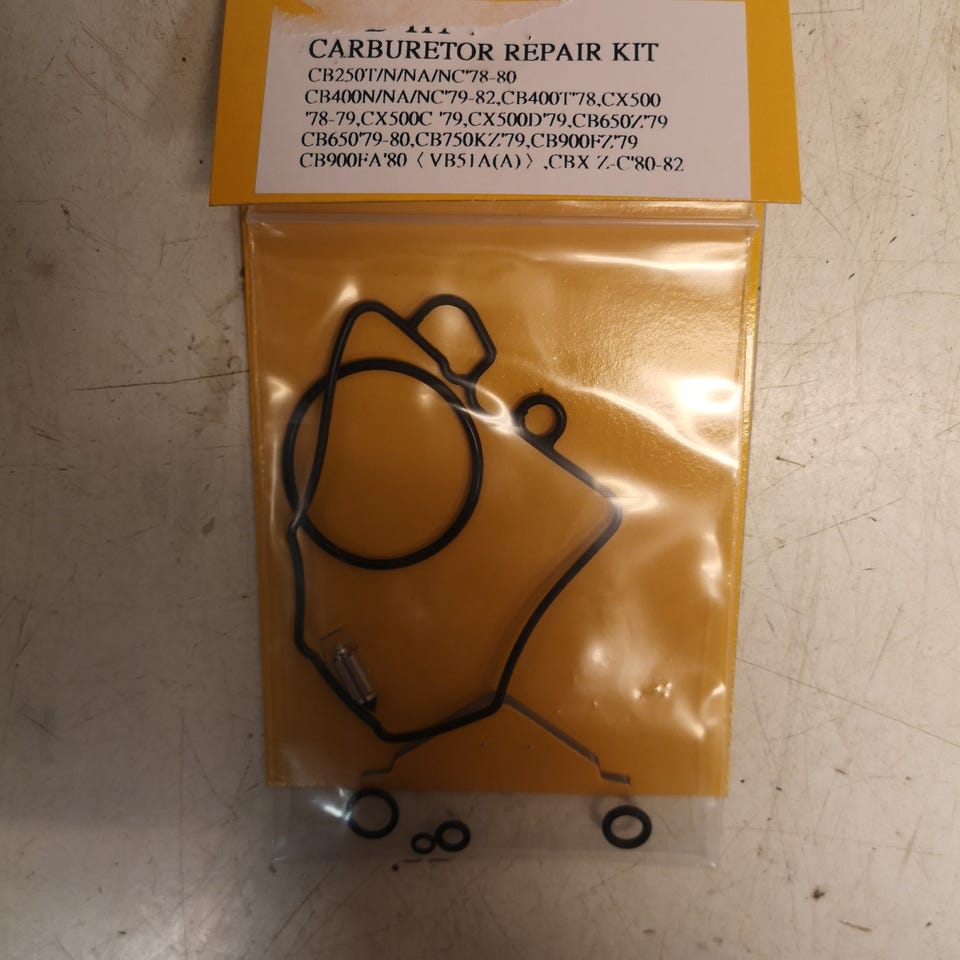 CARBURETOR REPAIR KIT
CB250T/N/NA/NC'78-80
CB400N/NA/NC'79-82,CB400T'78,CX500
'78-79,CX500C '79,CX500D'79,CB650Z'79
CB650'79-80,CB750KZ'79,CB900FZ'79
CB900FA'80〈 VB51A(A) 〉,CBX Z-C'80-82